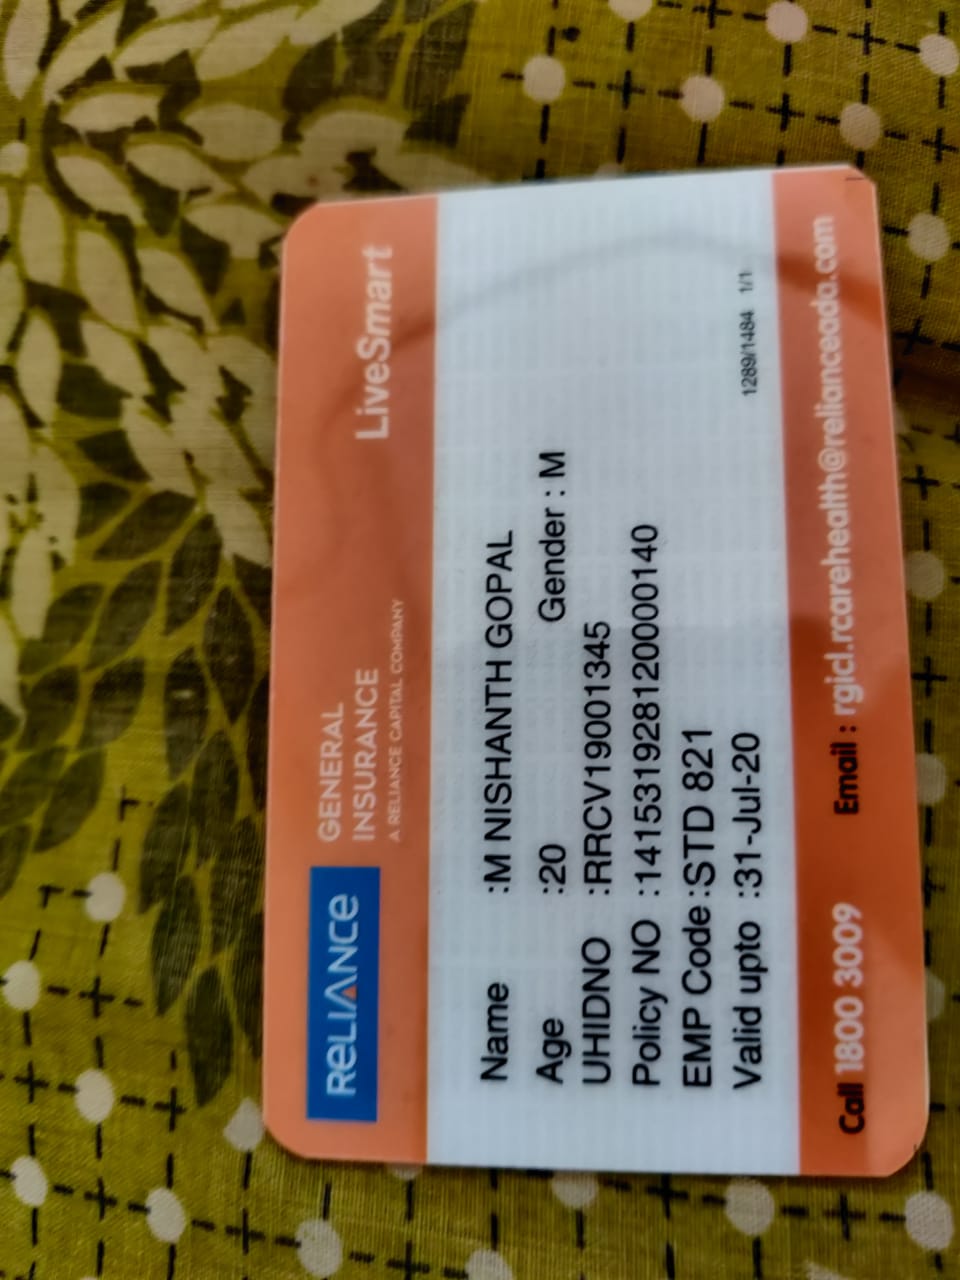 RELIANCE
GENERAL
INSURANCE
A RELIANCE CAPITAL COMPANY
LiveSmart
Name :M NISHANTH GOPAL
Age :20 Gender : M
UHIDNO :RRCV19001345
Policy NO :141531928120000140
EMP Code:STD 821
Valid upto :31-Jul-20
1289/1484 1/1
Call 1800 3009 Email : rgicl.rcarehealth@relianceada.com